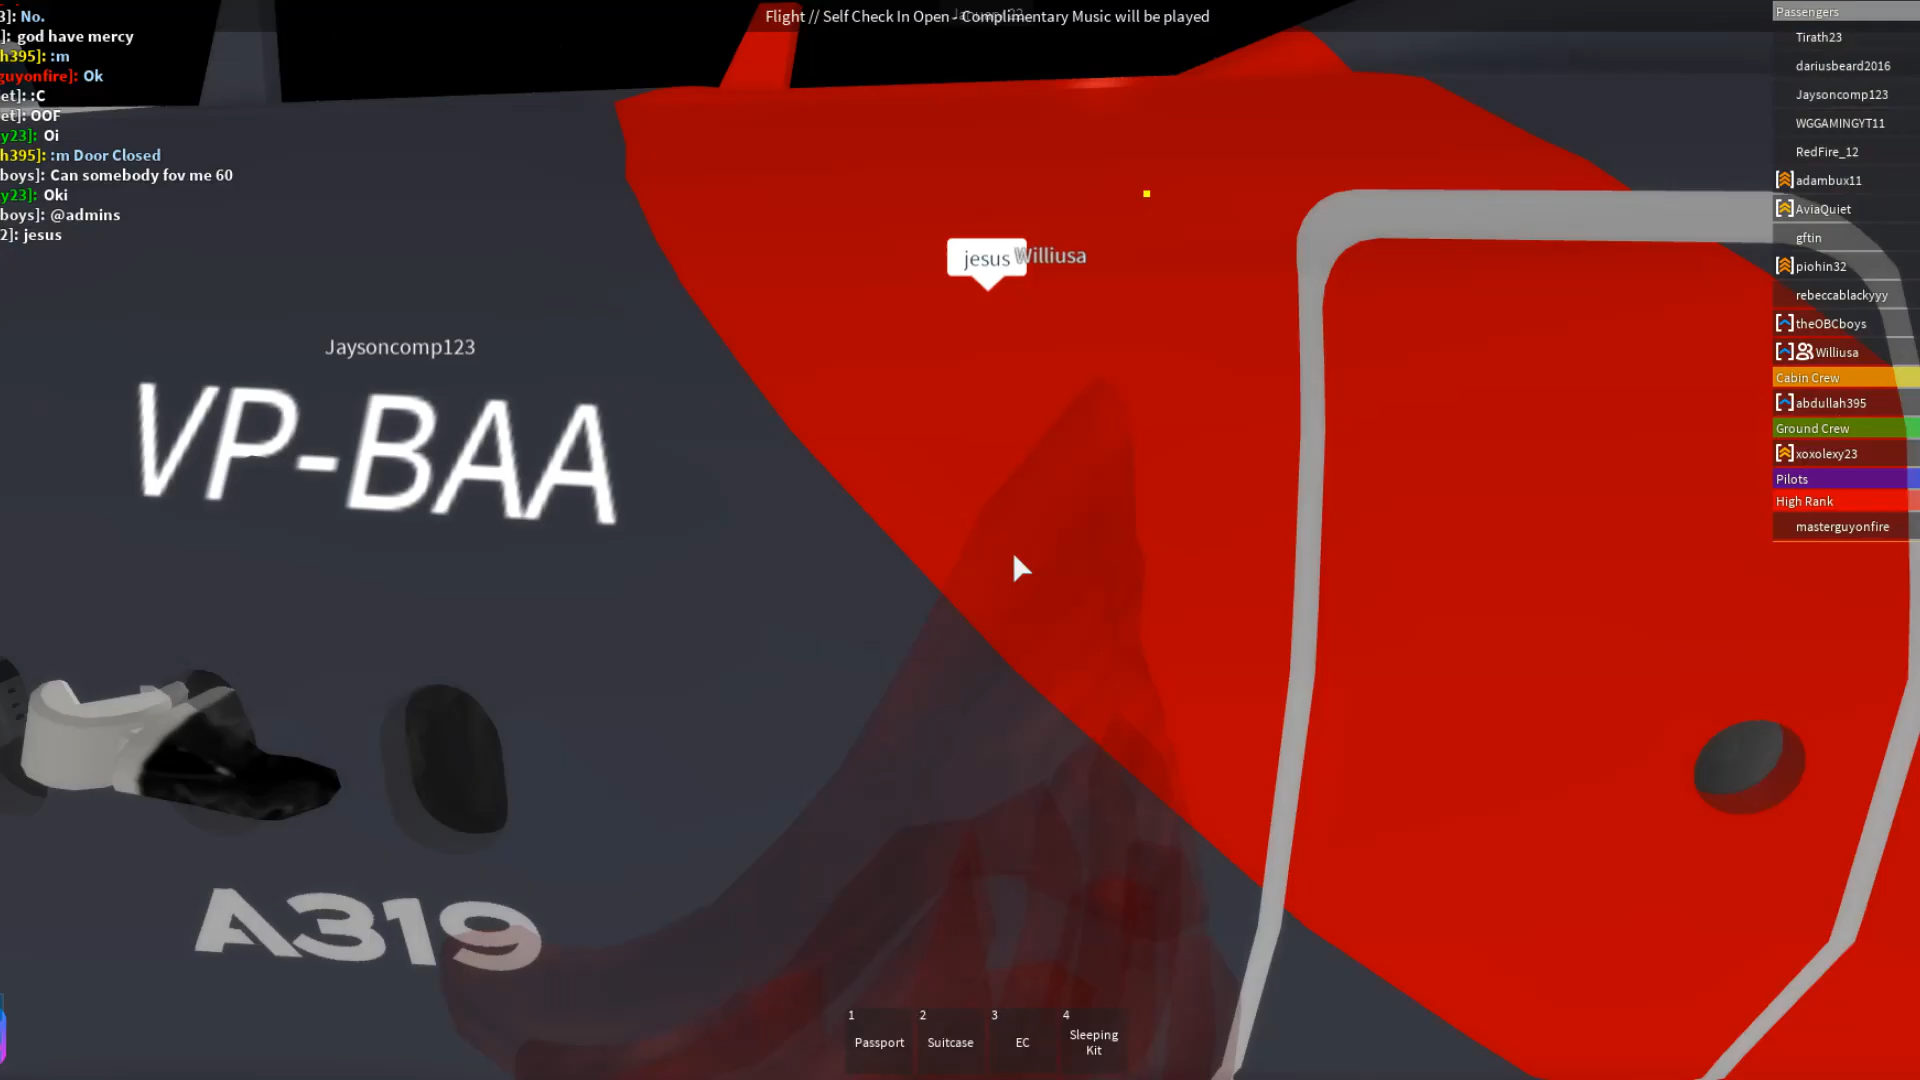 3]: No.
]: god have mercy
h395]: :m
guyonfire]: Ok
et]: :C
et]: OOF
y23]: Oi
h395]: :m Door Closed
boys]: Can somebody fov me 60
y23]: Oki
boys]: @admins
2]: jesus
Flight // Self Check In Open - Complimentary Music will be played
jesus
Williusa
Jaysoncomp123
VP-BAA
A319
Passengers
Tirath23
dariusbeard2016
Jaysoncomp123
WGGAMINGYT11
RedFire_12
adambux11
AviaQuiet
gftin
piohin32
rebeccablackyyy
theOBCboys
Williusa
Cabin Crew
abdullah395
Ground Crew
xoxolexy23
Pilots
High Rank
masterguyonfire
1
Passport
2
Suitcase
3
EC
4
Sleeping
Kit